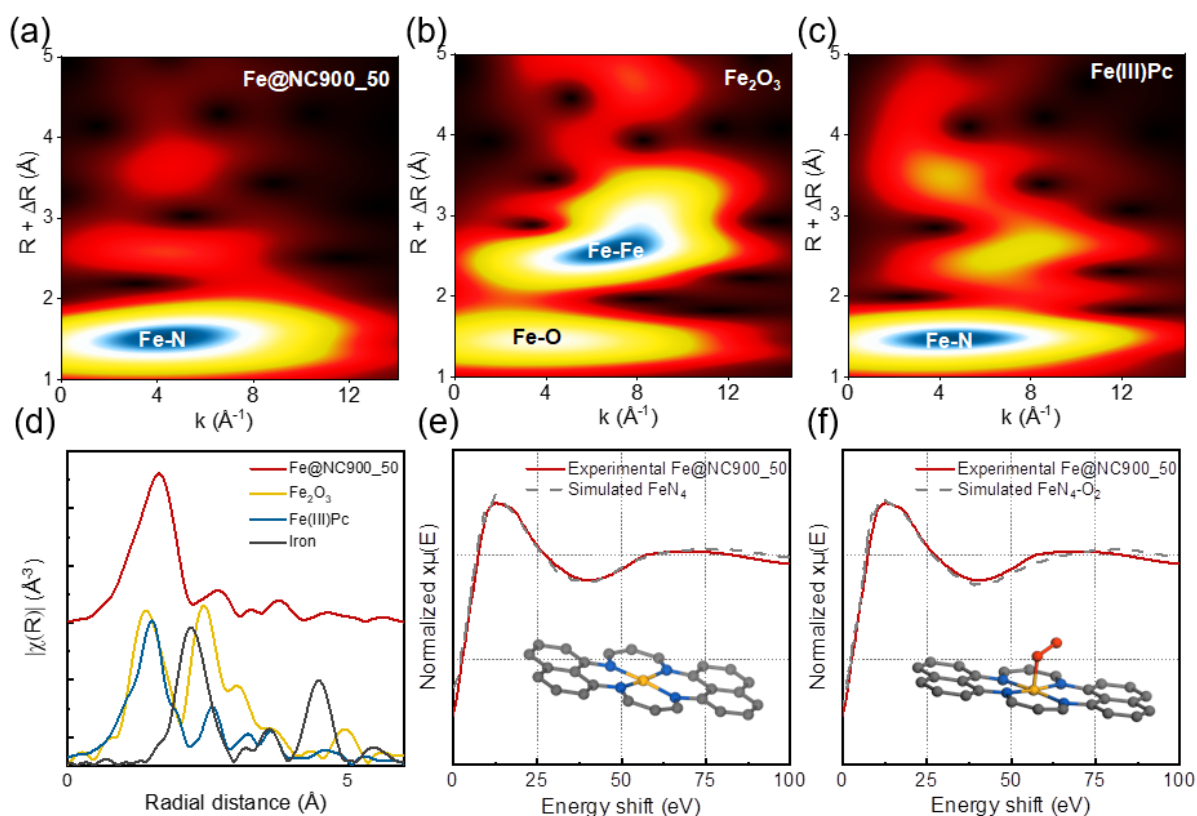 (a)
Fe@NC900_50
5
4
3
2
1
R + ΔR (Å)
Fe-N
0
4
8
12
k (Å⁻¹)
(b)
Fe₂O₃
5
4
3
2
1
R + ΔR (Å)
Fe-Fe
Fe-O
0
4
8
12
k (Å⁻¹)
(c)
Fe(III)Pc
5
4
3
2
1
R + ΔR (Å)
Fe-N
0
4
8
12
k (Å⁻¹)
(d)
Fe@NC900_50
Fe₂O₃
Fe(III)Pc
Iron
|χ(R)| (Å⁻³)
0
5
Radial distance (Å)
(e)
Experimental Fe@NC900_50
Simulated FeN₄
Normalized xμ(E)
0
25
50
75
100
Energy shift (eV)
(f)
Experimental Fe@NC900_50
Simulated FeN₄-O₂
Normalized xμ(E)
0
25
50
75
100
Energy shift (eV)